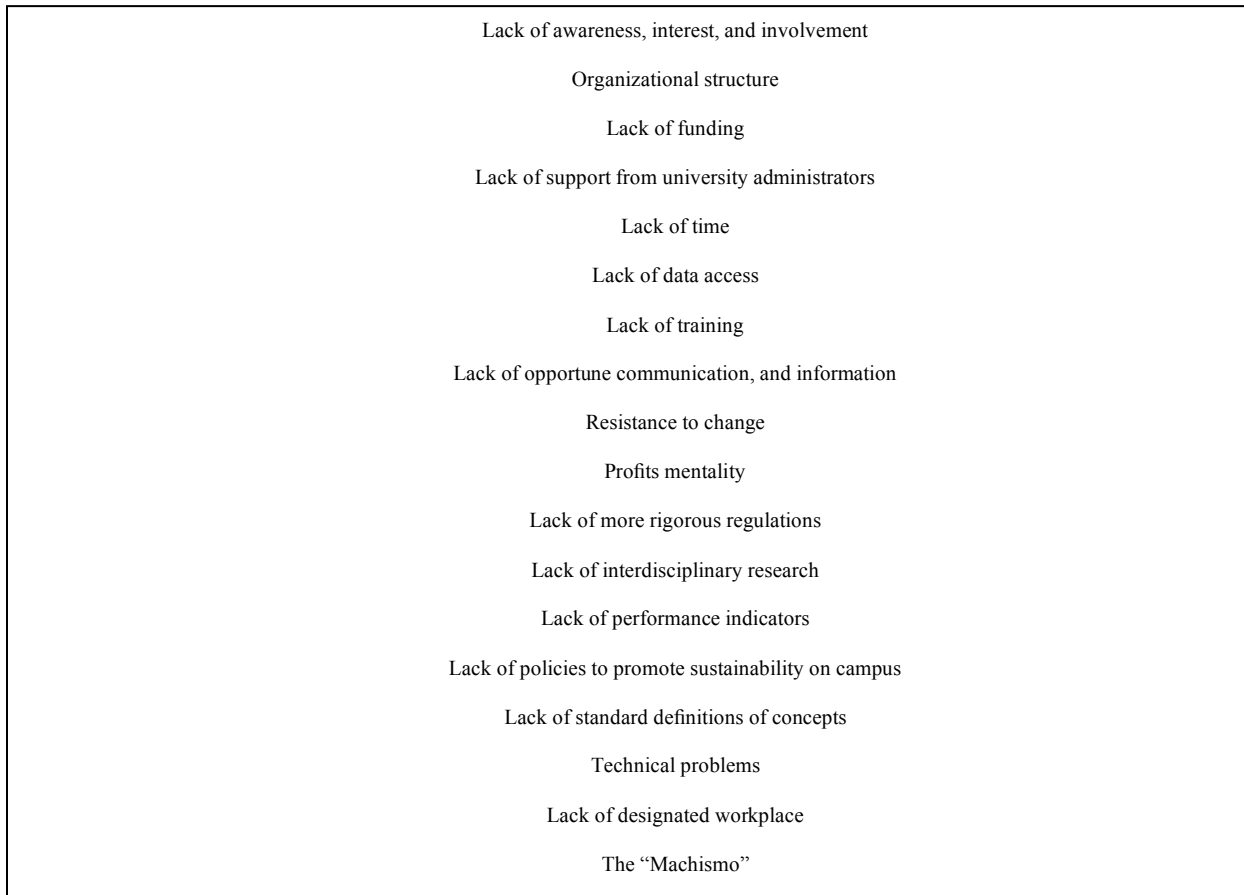 Lack of awareness, interest, and involvement
Organizational structure
Lack of funding
Lack of support from university administrators
Lack of time
Lack of data access
Lack of training
Lack of opportune communication, and information
Resistance to change
Profits mentality
Lack of more rigorous regulations
Lack of interdisciplinary research
Lack of performance indicators
Lack of policies to promote sustainability on campus
Lack of standard definitions of concepts
Technical problems
Lack of designated workplace
The “Machismo”